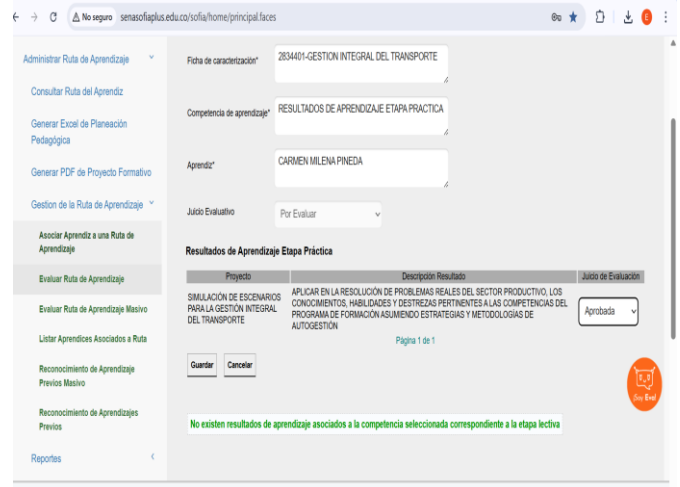 No seguro senasofiaplus.edu.co/sofia/home/principal.faces
E
Administrar Ruta de Aprendizaje
Consultar Ruta del Aprendiz
Generar Excel de Planeación
Pedagógica
Generar PDF de Proyecto Formativo
Gestion de la Ruta de Aprendizaje
Asociar Aprendiz a una Ruta de
Aprendizaje
Evaluar Ruta de Aprendizaje
Evaluar Ruta de Aprendizaje Masivo
Listar Aprendices Asociados a Ruta
Reconocimiento de Aprendizaje
Previos Masivo
Reconocimiento de Aprendizajes
Previos
Reportes
Ficha de caracterización* 2834401-GESTION INTEGRAL DEL TRANSPORTE
Competencia de aprendizaje* RESULTADOS DE APRENDIZAJE ETAPA PRACTICA
Aprendiz* CARMEN MILENA PINEDA
Juicio Evaluativo Por Evaluar
Resultados de Aprendizaje Etapa Práctica
Proyecto Descripción Resultado Juicio de Evaluación
SIMULACIÓN DE ESCENARIOS
PARA LA GESTIÓN INTEGRAL
DEL TRANSPORTE
APLICAR EN LA RESOLUCIÓN DE PROBLEMAS REALES DEL SECTOR PRODUCTIVO, LOS
CONOCIMIENTOS, HABILIDADES Y DESTREZAS PERTINENTES A LAS COMPETENCIAS DEL
PROGRAMA DE FORMACIÓN ASUMIENDO ESTRATEGIAS Y METODOLOGÍAS DE
AUTOGESTIÓN
Aprobada
Página 1 de 1
Guardar Cancelar
Soy Eval
No existen resultados de aprendizaje asociados a la competencia seleccionada correspondiente a la etapa lectiva